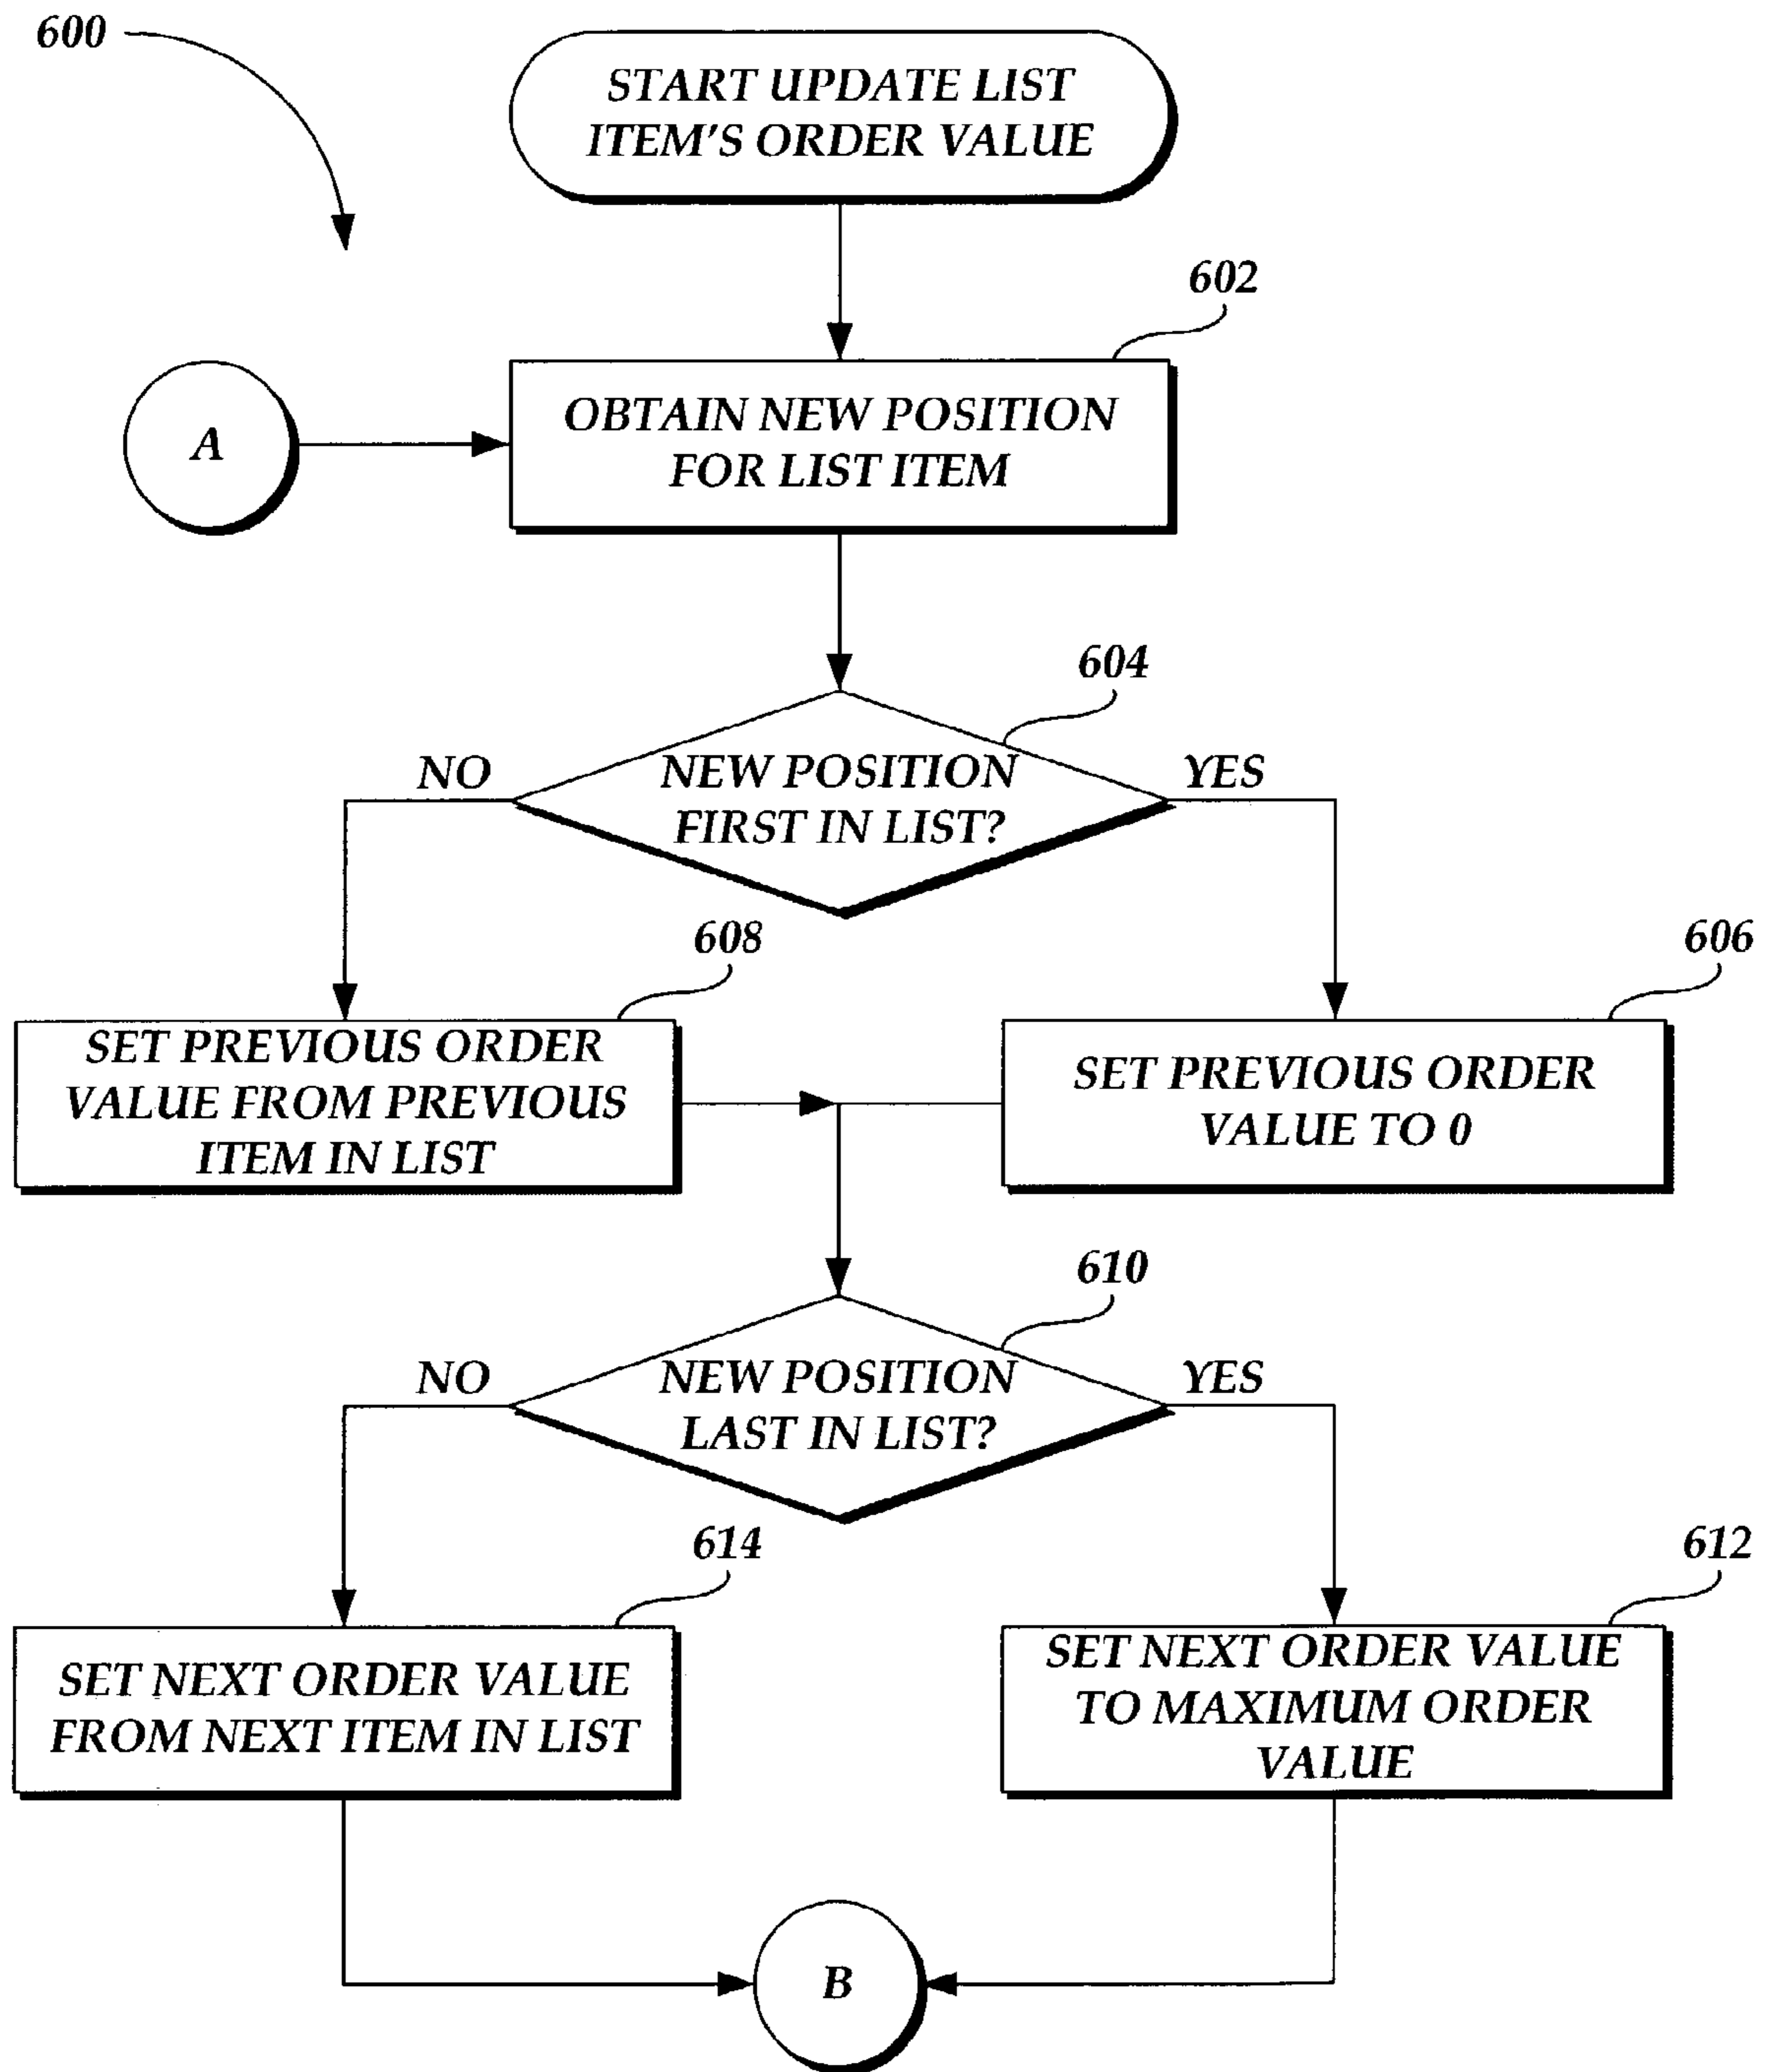 600
START UPDATE LIST
ITEM'S ORDER VALUE
602
A
OBTAIN NEW POSITION
FOR LIST ITEM
604
NO
NEW POSITION
FIRST IN LIST?
YES
608
606
SET PREVIOUS ORDER
VALUE FROM PREVIOUS
ITEM IN LIST
SET PREVIOUS ORDER
VALUE TO 0
610
NO
NEW POSITION
LAST IN LIST?
YES
614
612
SET NEXT ORDER VALUE
FROM NEXT ITEM IN LIST
SET NEXT ORDER VALUE
TO MAXIMUM ORDER
VALUE
B